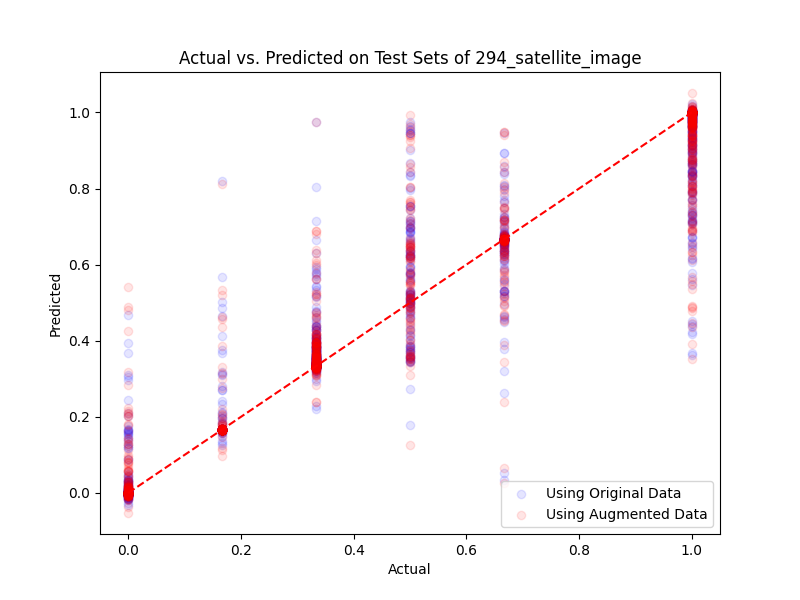 Actual vs. Predicted on Test Sets of 294_satellite_image
Predicted
1.0
0.8
0.6
0.4
0.2
0.0
Using Original Data
Using Augmented Data
0.0 0.2 0.4 0.6 0.8 1.0
Actual